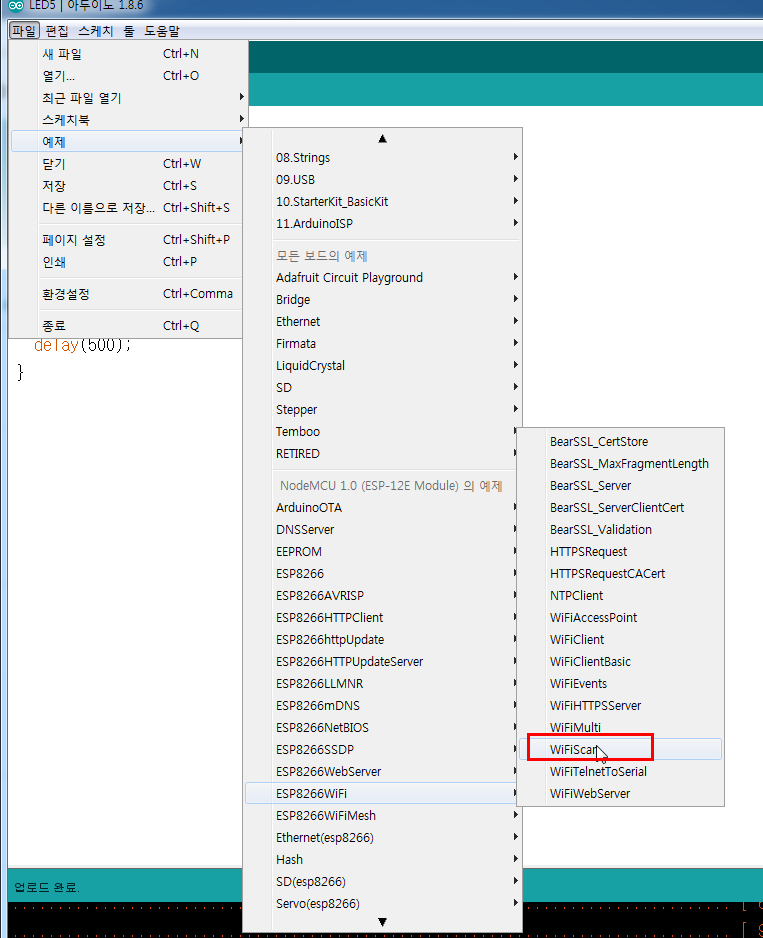 LED5 | 아두이노 1.8.6
파일 편집 스케치 툴 도움말
새 파일 Ctrl+N
열기... Ctrl+O
최근 파일 열기
스케치북
예제
닫기 Ctrl+W
저장 Ctrl+S
다른 이름으로 저장... Ctrl+Shift+S
페이지 설정 Ctrl+Shift+P
인쇄 Ctrl+P
환경설정 Ctrl+Comma
종료 Ctrl+Q
delay(500);
}
08.Strings
09.USB
10.StarterKit_BasicKit
11.ArduinoISP
모든 보드의 예제
Adafruit Circuit Playground
Bridge
Ethernet
Firmata
LiquidCrystal
SD
Stepper
Temboo
RETIRED
NodeMCU 1.0 (ESP-12E Module) 의 예제
ArduinoOTA
DNSServer
EEPROM
ESP8266
ESP8266AVRISP
ESP8266HTTPClient
ESP8266httpUpdate
ESP8266HTTPUpdateServer
ESP8266LLMNR
ESP8266mDNS
ESP8266NetBIOS
ESP8266SSDP
ESP8266WebServer
ESP8266WiFi
ESP8266WiFiMesh
Ethernet(esp8266)
Hash
SD(esp8266)
Servo(esp8266)
BearSSL_CertStore
BearSSL_MaxFragmentLength
BearSSL_Server
BearSSL_ServerClientCert
BearSSL_Validation
HTTPSRequest
HTTPSRequestCACert
NTPClient
WiFiAccessPoint
WiFiClient
WiFiClientBasic
WiFiEvents
WiFiHTTPSServer
WiFiMulti
WiFiScan
WiFiTelnetToSerial
WiFiWebServer
업로드 완료.